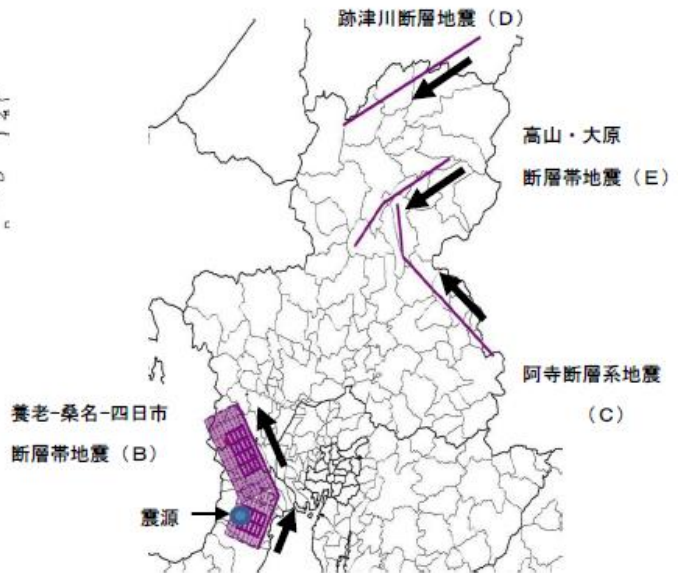 跡津川断層地震（D）
高山・大原
断層帯地震（E）
阿寺断層系地震
（C）
養老-桑名-四日市
断層帯地震（B）
震源